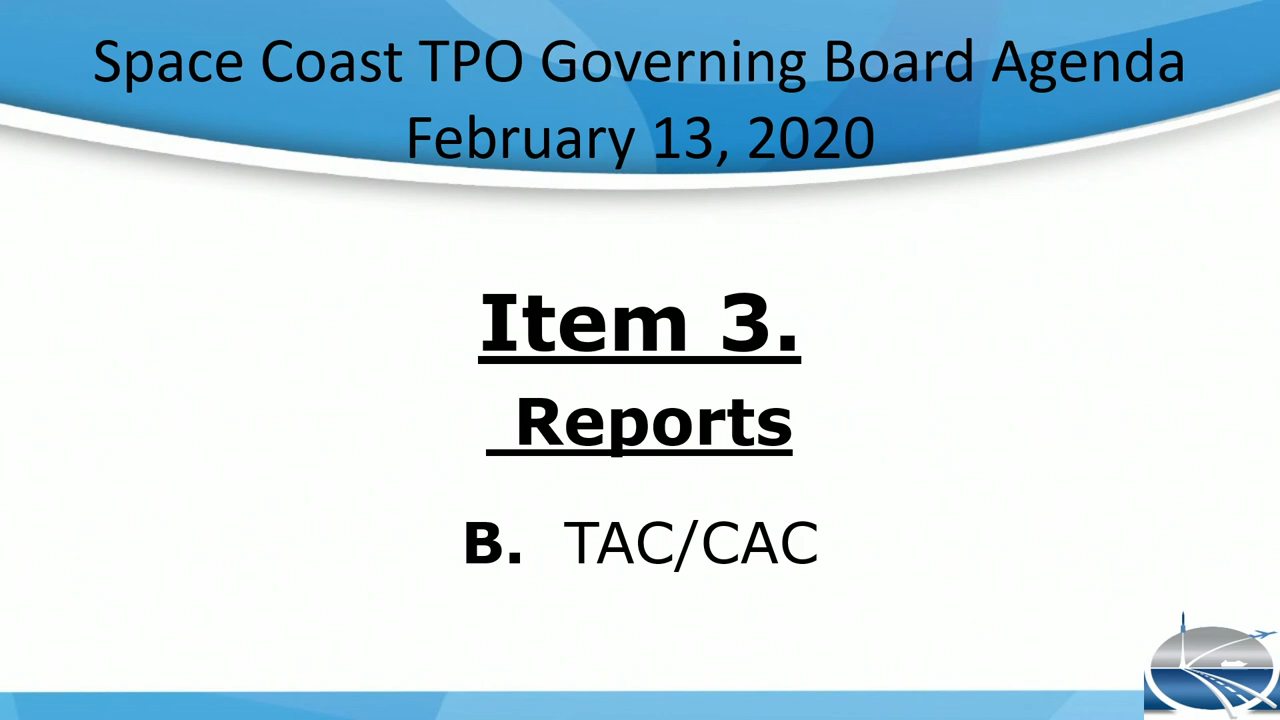 Space Coast TPO Governing Board Agenda
February 13, 2020
Item 3.
Reports
B. TAC/CAC